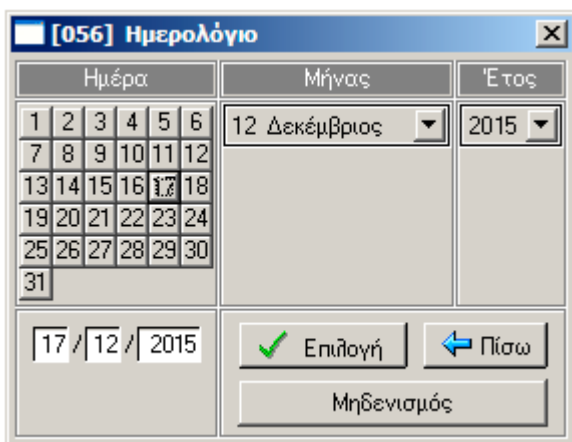 [056] Ημερολόγιο
Ημέρα Μήνας Έτος
1 2 3 4 5 6 12 Δεκέμβριος 2015
7 8 9 10 11 12
13 14 15 16 17 18
19 20 21 22 23 24
25 26 27 28 29 30
31
17 / 12 / 2015 Επιλογή Πίσω
Μηδενισμός